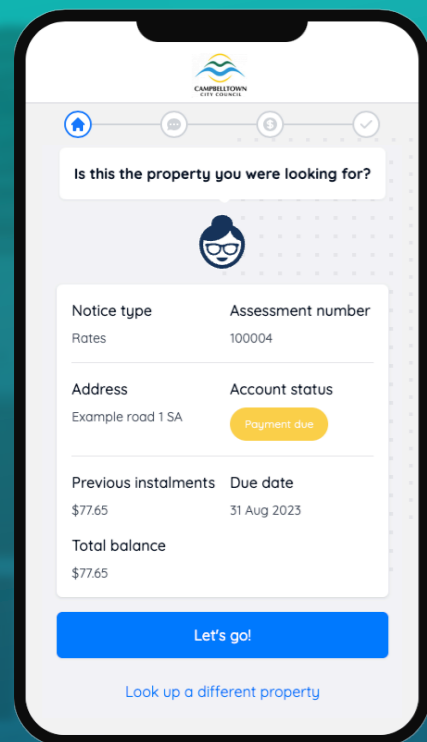 CAMPBELLTOWN
CITY COUNCIL
Is this the property you were looking for?
Notice type
Assessment number
Rates
100004
Address
Account status
Example road 1 SA
Payment due
Previous instalments
Due date
$77.65
31 Aug 2023
Total balance
$77.65
Let's go!
Look up a different property